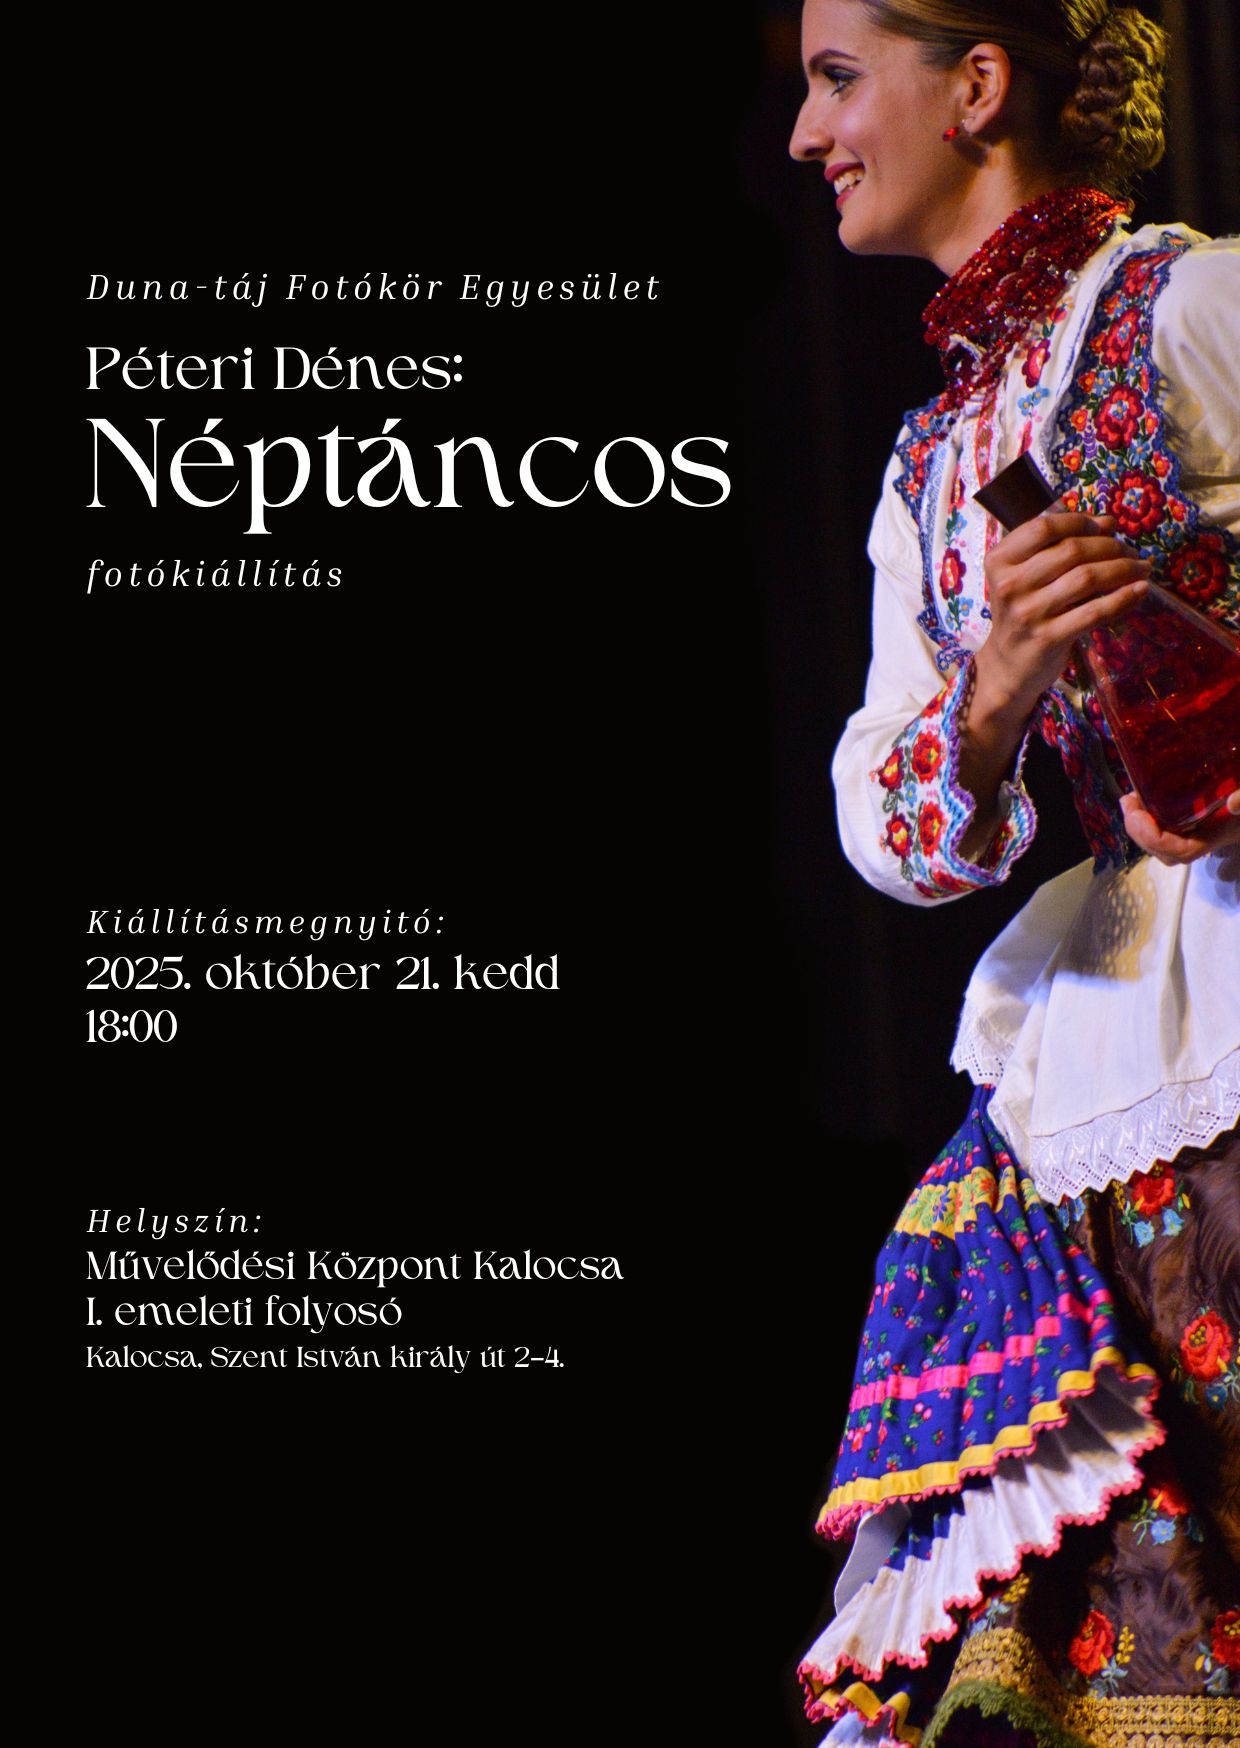 Duna-táj Fotókör Egyesület
Péteri Dénes:
Néptáncos
fotókiállítás
Kiállításmegnyitó:
2025. október 21. kedd
18:00
Helyszín:
Művelődési Központ Kalocsa
I. emeleti folyosó
Kalocsa, Szent István király út 2-4.